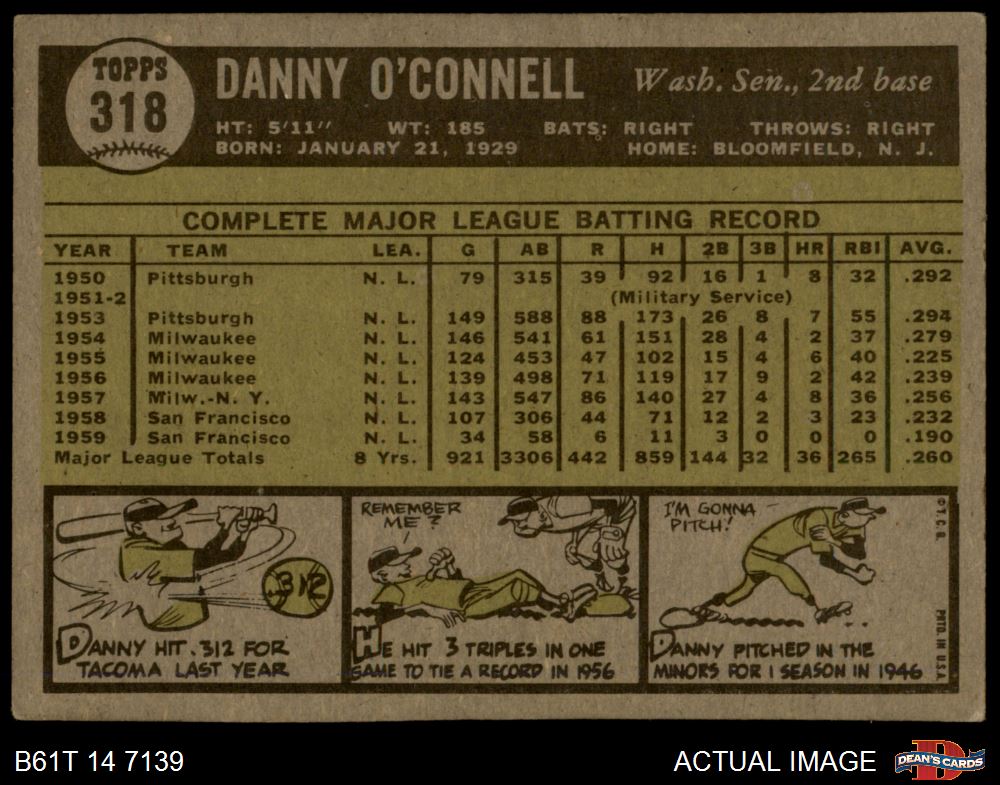 TOPPS
318
DANNY O'CONNELL
Wash. Sen., 2nd base
HT: 5'11" WT: 185 BATS: RIGHT THROWS: RIGHT
BORN: JANUARY 21, 1929 HOME: BLOOMFIELD, N. J.
COMPLETE MAJOR LEAGUE BATTING RECORD
YEAR TEAM LEA. G AB R H 2B 3B HR RBI AVG.
1950 Pittsburgh N. L. 79 315 39 92 16 1 8 32 .292
1951-2 (Military Service)
1953 Pittsburgh N. L. 149 588 88 173 26 8 7 55 .294
1954 Milwaukee N. L. 146 541 61 151 28 4 2 37 .279
1955 Milwaukee N. L. 124 453 47 102 15 4 6 40 .225
1956 Milwaukee N. L. 139 498 71 119 17 9 2 42 .239
1957 Milw.-N. Y. N. L. 143 547 86 140 27 4 8 36 .256
1958 San Francisco N. L. 107 306 44 71 12 2 3 23 .232
1959 San Francisco N. L. 34 58 6 11 3 0 0 0 .190
Major League Totals 8 Yrs. 921 3306 442 859 144 32 36 265 .260
312
DANNY HIT .312 FOR
TACOMA LAST YEAR
REMEMBER
ME?
HE HIT 3 TRIPLES IN ONE
GAME TO TIE A RECORD IN 1956
I'M GONNA
PITCH!
DANNY PITCHED IN THE
MINORS FOR 1 SEASON IN 1946
© T. C. G.
PRTD. IN U.S.A.
B61T 14 7139
ACTUAL IMAGE
D
DEAN'S CARDS